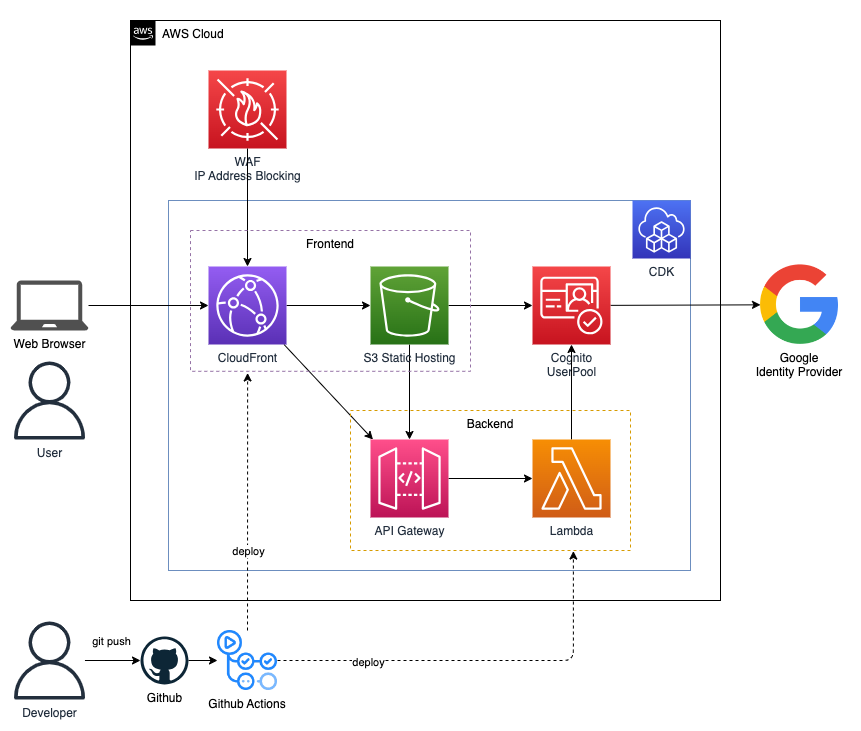 aws
AWS Cloud
WAF
IP Address Blocking
Frontend
CDK
Web Browser
CloudFront
S3 Static Hosting
Cognito
UserPool
Google
Identity Provider
User
Backend
</>
API Gateway
Lambda
deploy
git push
deploy
Github
Github Actions
Developer